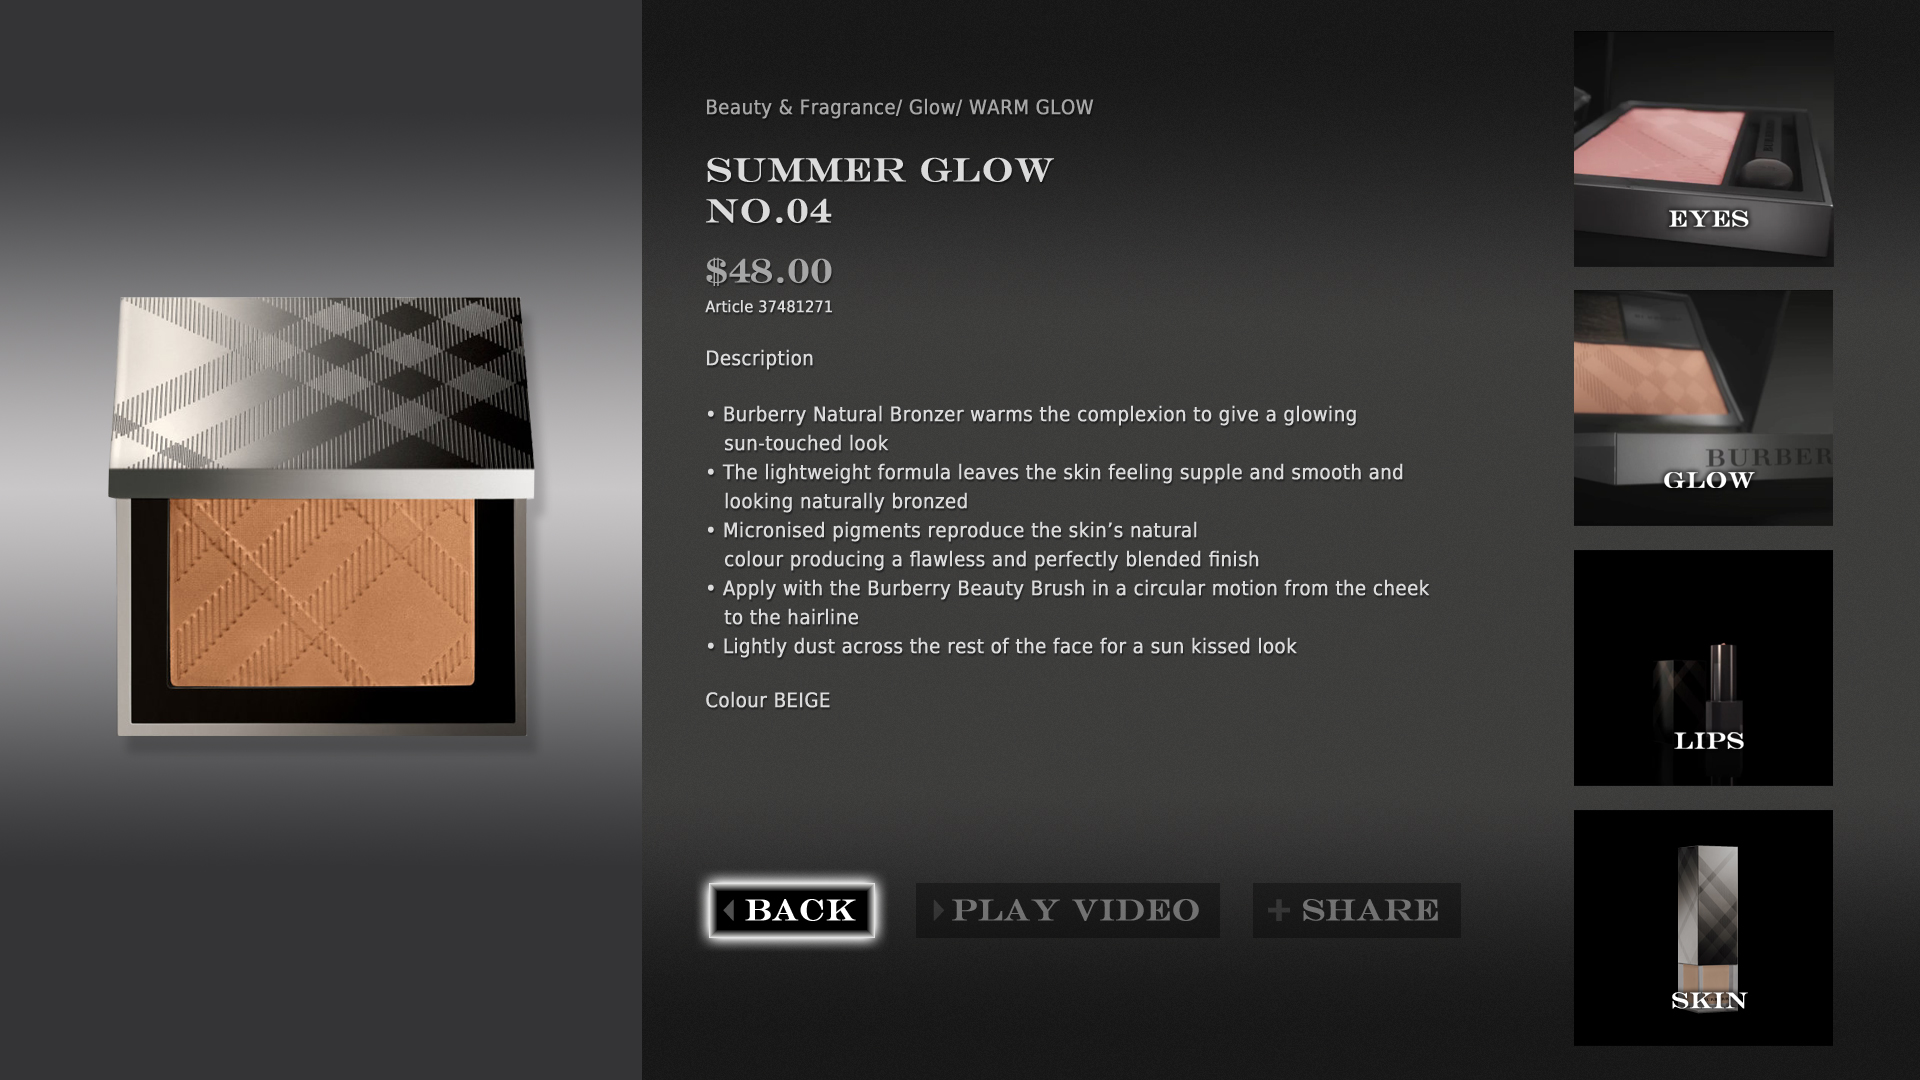 Beauty & Fragrance/ Glow/ WARM GLOW
SUMMER GLOW
NO.04
$48.00
Article 37481271
Description
• Burberry Natural Bronzer warms the complexion to give a glowing
sun-touched look
• The lightweight formula leaves the skin feeling supple and smooth and
looking naturally bronzed
• Micronised pigments reproduce the skin’s natural
colour producing a flawless and perfectly blended finish
• Apply with the Burberry Beauty Brush in a circular motion from the cheek
to the hairline
• Lightly dust across the rest of the face for a sun kissed look
Colour BEIGE
BACK
PLAY VIDEO
+ SHARE
EYES
BURBER
GLOW
LIPS
SKIN